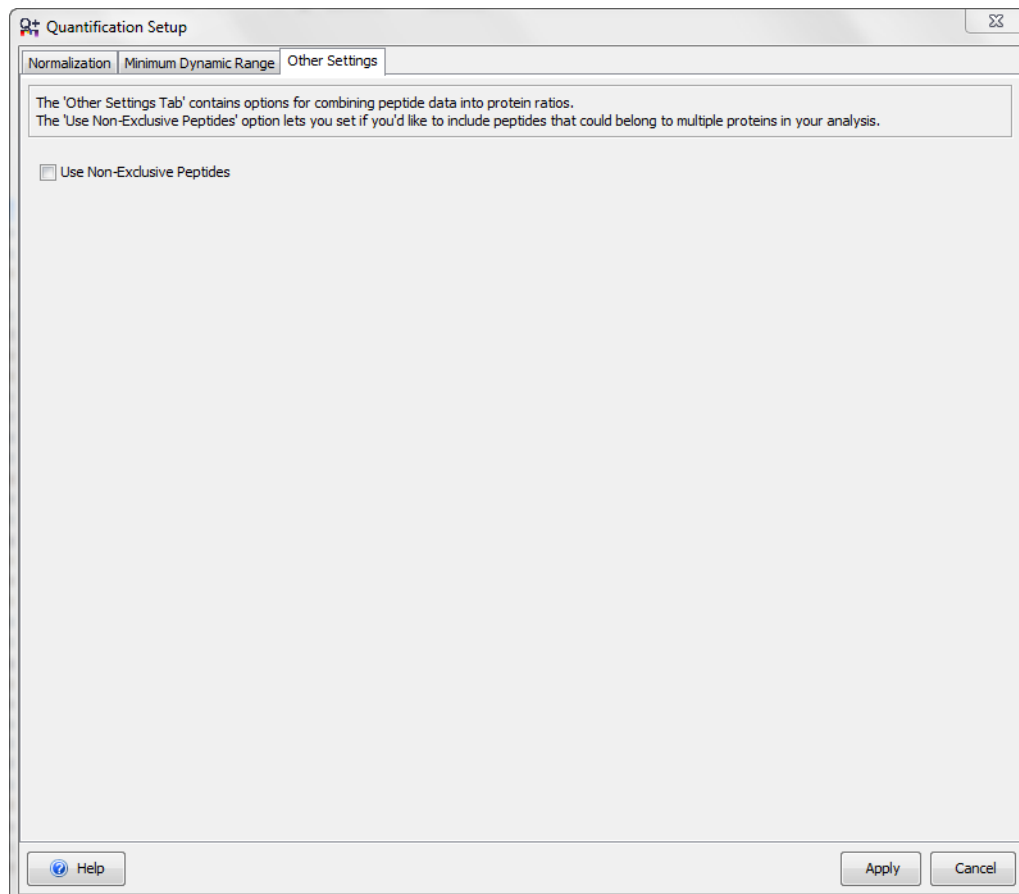 Quantification Setup
Normalization Minimum Dynamic Range Other Settings
The 'Other Settings Tab' contains options for combining peptide data into protein ratios.
The 'Use Non-Exclusive Peptides' option lets you set if you'd like to include peptides that could belong to multiple proteins in your analysis.
Use Non-Exclusive Peptides
Help Apply Cancel